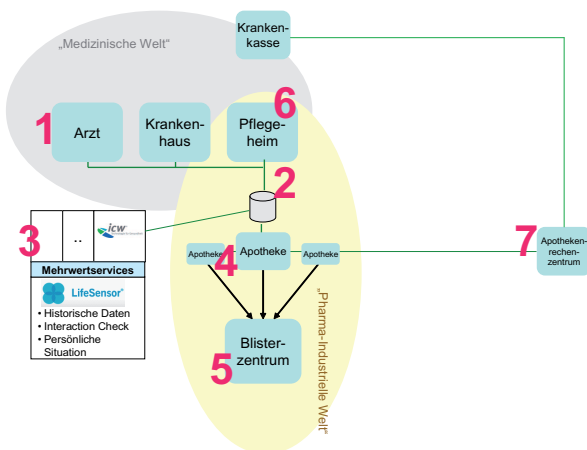 Kranken-
kasse
„Medizinische Welt“
1
Arzt
Kranken-
haus
6
Pflege-
heim
2
3
..
icw
4
Apotheke
Apotheke
Apotheke
7
Apotheken-
rechen-
zentrum
Mehrwertservices
LifeSensor®
• Historische Daten
• Interaction Check
• Persönliche
Situation
5
Blister-
zentrum
„Pharma-Industrielle Welt“